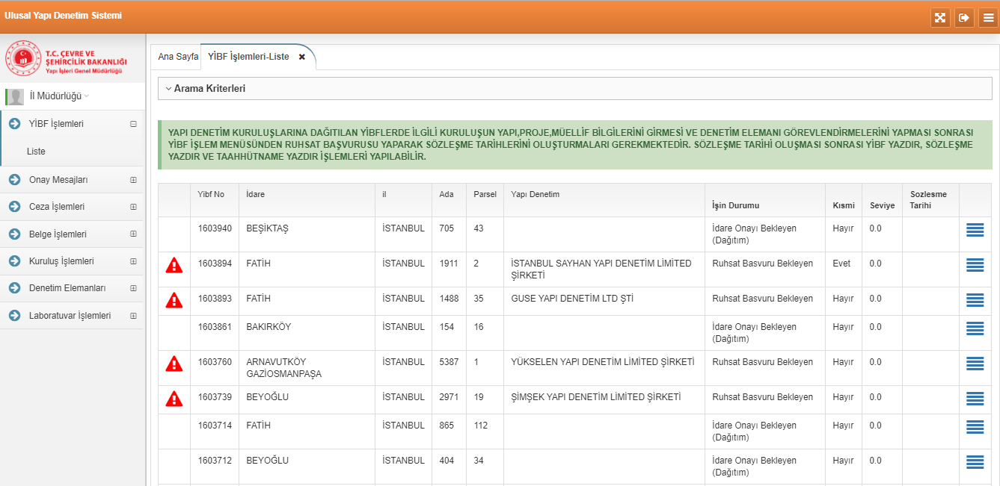 Ulusal Yapı Denetim Sistemi
T.C. ÇEVRE VE
ŞEHİRCİLİK BAKANLIĞI
Yapı İşleri Genel Müdürlüğü
İl Müdürlüğü
YİBF İşlemleri
Liste
Onay Mesajları
Ceza İşlemleri
Belge İşlemleri
Kuruluş İşlemleri
Denetim Elemanları
Laboratuvar İşlemleri
Ana Sayfa
YİBF İşlemleri-Liste
Arama Kriterleri
YAPI DENETİM KURULUŞLARINA DAĞITILAN YİBFLERDE İLGİLİ KURULUŞUN YAPI,PROJE,MÜELLİF BİLGİLERİNİ GİRMESİ VE DENETİM ELEMANI GÖREVLENDİRMELERİNİ YAPMASI SONRASI
YİBF İŞLEM MENÜSÜNDEN RUHSAT BAŞVURUSU YAPARAK SÖZLEŞME TARİHLERİNİ OLUŞTURMALARI GEREKMEKTEDİR. SÖZLEŞME TARİHİ OLUŞMASI SONRASI YİBF YAZDIR, SÖZLEŞME
YAZDIR VE TAAHHÜTNAME YAZDIR İŞLEMLERİ YAPILABİLİR.
Yibf No İdare il Ada Parsel Yapı Denetim İşin Durumu Kısmi Seviye Sozlesme
Tarihi
1603940 BEŞİKTAŞ İSTANBUL 705 43 İdare Onayı Bekleyen Hayır 0.0
(Dağıtım)
1603894 FATİH İSTANBUL 1911 2 İSTANBUL SAYHAN YAPI DENETİM LİMİTED Ruhsat Basvuru Bekleyen Evet 0.0
ŞİRKETİ
1603893 FATİH İSTANBUL 1488 35 GUSE YAPI DENETİM LTD ŞTİ Ruhsat Basvuru Bekleyen Hayır 0.0
1603861 BAKIRKÖY İSTANBUL 154 16 İdare Onayı Bekleyen Hayır 0.0
(Dağıtım)
1603760 ARNAVUTKÖY İSTANBUL 5387 1 YÜKSELEN YAPI DENETİM LİMİTED ŞİRKETİ Ruhsat Basvuru Bekleyen Hayır 0.0
GAZİOSMANPAŞA
1603739 BEYOĞLU İSTANBUL 2971 19 ŞİMŞEK YAPI DENETİM LİMİTED ŞİRKETİ Ruhsat Basvuru Bekleyen Hayır 0.0
1603714 FATİH İSTANBUL 865 112 İdare Onayı Bekleyen Hayır 0.0
(Dağıtım)
1603712 BEYOĞLU İSTANBUL 404 34 İdare Onayı Bekleyen Hayır 0.0
(Dağıtım)